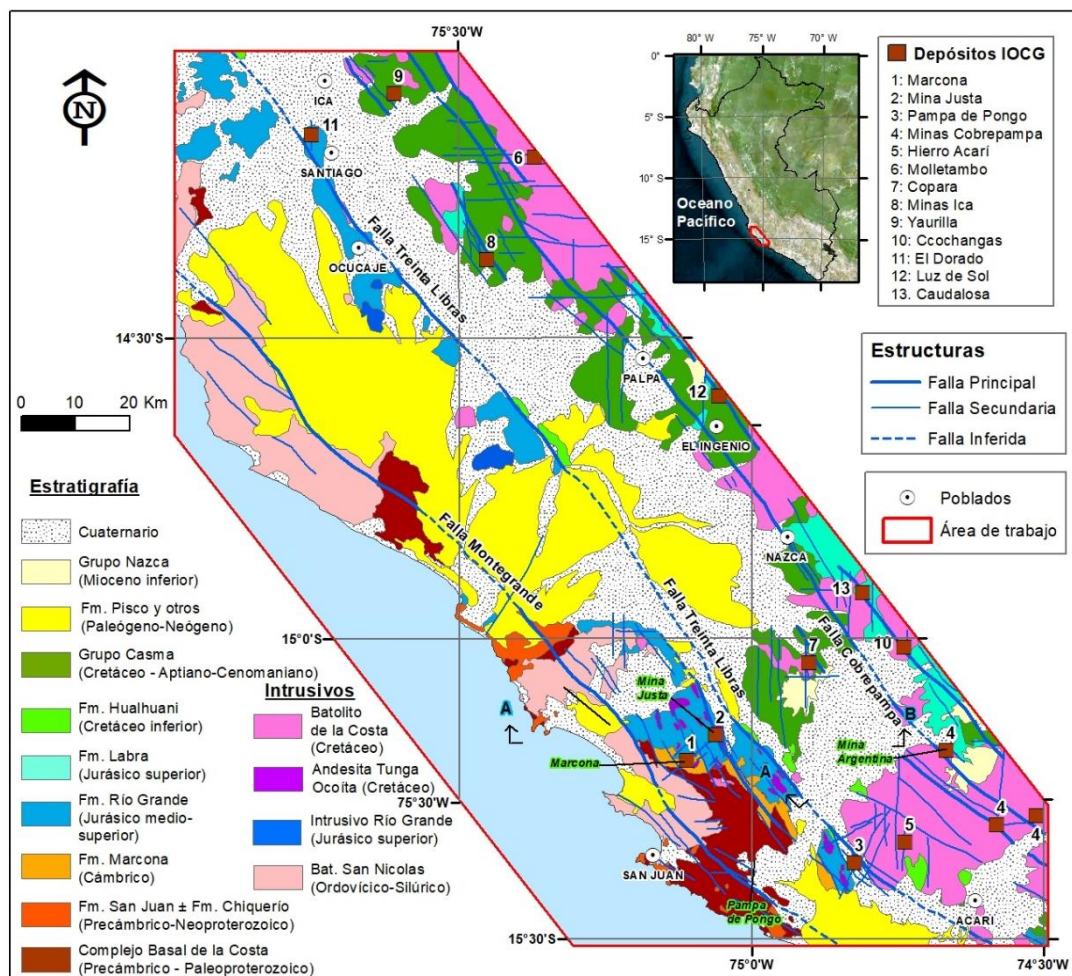 75°30'W
80°W 75°W 70°W
0°
5°S
10° S
15°S
Oceano
Pacífico
Depósitos IOCG
1: Marcona
2: Mina Justa
3: Pampa de Pongo
4: Minas Cobrepampa
5: Hierro Acarí
6: Molletambo
7: Copara
8: Minas Ica
9: Yaurilla
10: Ccochangas
11: El Dorado
12: Luz de Sol
13. Caudalosa
N
ICA
9
11
SANTIAGO
6
Falla Treinta Libras
8
OCUCAJE
14°30'S
PALPA
12
EL INGENIO
0 10 20 Km
Estructuras
Falla Principal
Falla Secundaria
Falla Inferida
Poblados
Área de trabajo
Falla Montegrande
Falla Treinta Libras
NAZCA
13
Falla Cobrepampa
10
7
15°0'S
Mina
Justa
A
2
B
4
Mina
Argentina
Marcona
1
A
75°30'W
4
4
5
3
SAN JUAN
Pampa
de Pongo
ACARI
15°30'S
75°0'W
74°30'W
Estratigrafía
Cuaternario
Grupo Nazca
(Mioceno inferior)
Fm. Pisco y otros
(Paleógeno-Neógeno)
Grupo Casma
(Cretáceo - Aptiano-Cenomaniano)
Fm. Hualhuani
(Cretáceo inferior)
Fm. Labra
(Jurásico superior)
Fm. Río Grande
(Jurásico medio-
superior)
Fm. Marcona
(Cámbrico)
Fm. San Juan ± Fm. Chiquerío
(Precámbrico-Neoproterozoico)
Complejo Basal de la Costa
(Precámbrico - Paleoproterozoico)
Intrusivos
Batolito
de la Costa
(Cretáceo)
Andesita Tunga
Ocoíta (Cretáceo)
Intrusivo Río Grande
(Jurásico superior)
Bat. San Nicolas
(Ordovícico-Silúrico)